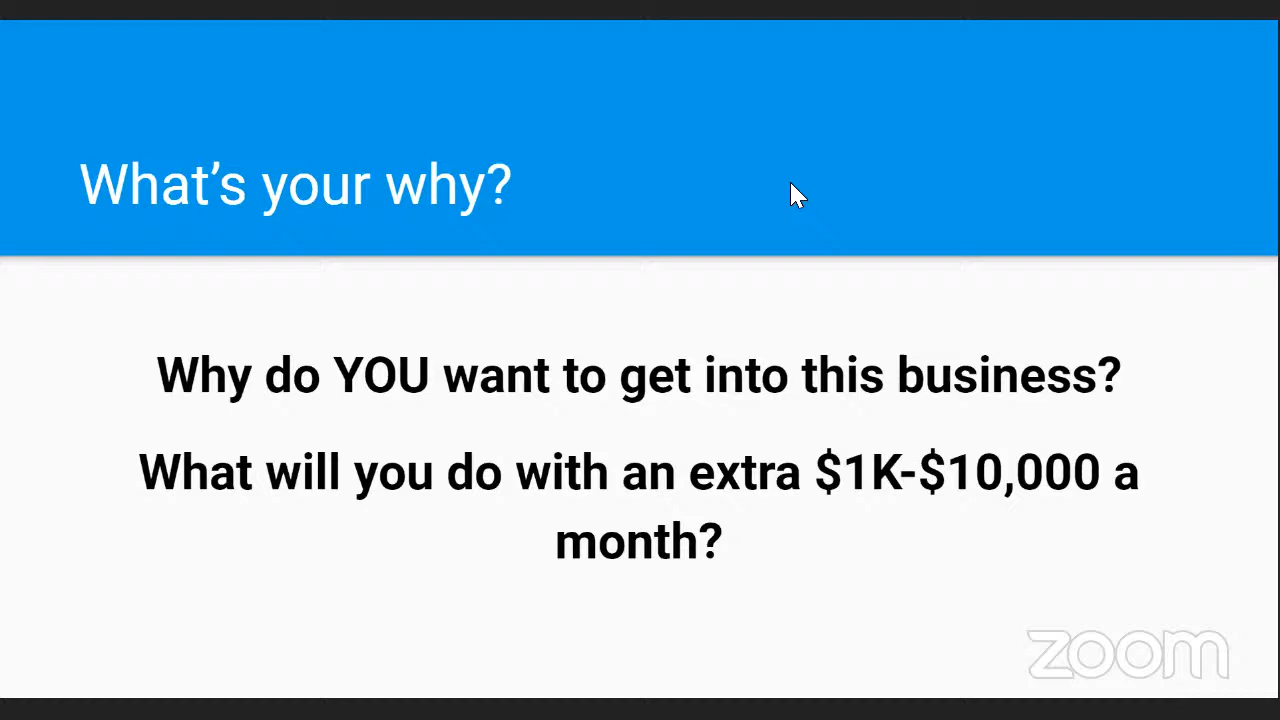 What's your why?
Why do YOU want to get into this business?
What will you do with an extra $1K-$10,000 a
month?
zoom